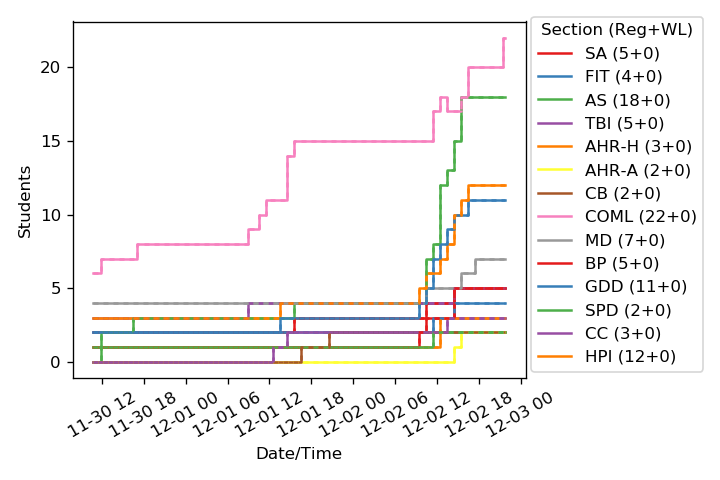 Students
20
15
10
5
0
11-30 12
11-30 18
12-01 00
12-01 06
12-01 12
12-01 18
12-02 00
12-02 06
12-02 12
12-02 18
12-03 00
Date/Time
Section (Reg+WL)
SA (5+0)
FIT (4+0)
AS (18+0)
TBI (5+0)
AHR-H (3+0)
AHR-A (2+0)
CB (2+0)
COML (22+0)
MD (7+0)
BP (5+0)
GDD (11+0)
SPD (2+0)
CC (3+0)
HPI (12+0)